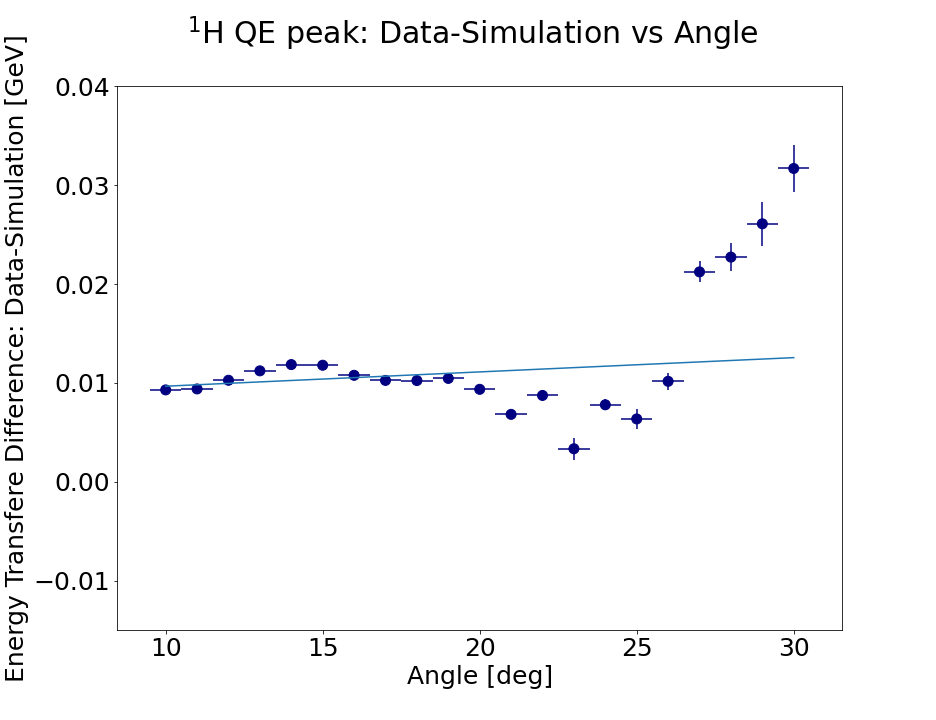 ¹H QE peak: Data-Simulation vs Angle
Energy Transfere Difference: Data-Simulation [GeV]
0.04
0.03
0.02
0.01
0.00
−0.01
10 15 20 25 30
Angle [deg]